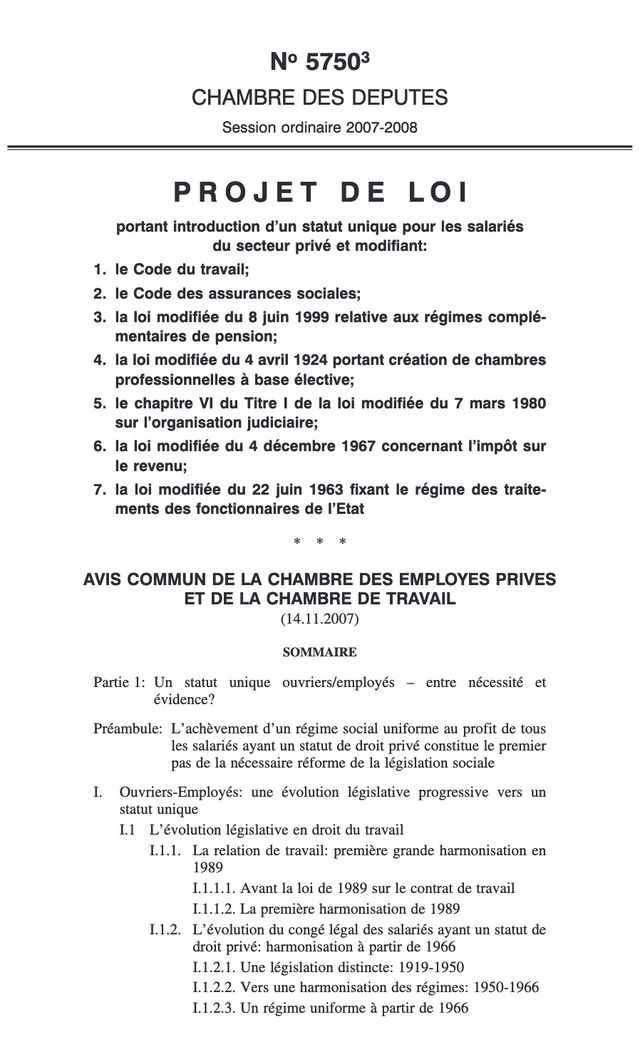 Nº 5750³
CHAMBRE DES DEPUTES
Session ordinaire 2007-2008
PROJET DE LOI
portant introduction d'un statut unique pour les salariés
du secteur privé et modifiant:
1. le Code du travail;
2. le Code des assurances sociales;
3. la loi modifiée du 8 juin 1999 relative aux régimes complé-
mentaires de pension;
4. la loi modifiée du 4 avril 1924 portant création de chambres
professionnelles à base élective;
5. le chapitre VI du Titre I de la loi modifiée du 7 mars 1980
sur l'organisation judiciaire;
6. la loi modifiée du 4 décembre 1967 concernant l'impôt sur
le revenu;
7. la loi modifiée du 22 juin 1963 fixant le régime des traite-
ments des fonctionnaires de l'Etat
* * *
AVIS COMMUN DE LA CHAMBRE DES EMPLOYES PRIVES
ET DE LA CHAMBRE DE TRAVAIL
(14.11.2007)
SOMMAIRE
Partie 1: Un statut unique ouvriers/employés – entre nécessité et
évidence?
Préambule: L'achèvement d'un régime social uniforme au profit de tous
les salariés ayant un statut de droit privé constitue le premier
pas de la nécessaire réforme de la législation sociale
I. Ouvriers-Employés: une évolution législative progressive vers un
statut unique
I.1 L'évolution législative en droit du travail
I.1.1. La relation de travail: première grande harmonisation en
1989
I.1.1.1. Avant la loi de 1989 sur le contrat de travail
I.1.1.2. La première harmonisation de 1989
I.1.2. L'évolution du congé légal des salariés ayant un statut de
droit privé: harmonisation à partir de 1966
I.1.2.1. Une législation distincte: 1919-1950
I.1.2.2. Vers une harmonisation des régimes: 1950-1966
I.1.2.3. Un régime uniforme à partir de 1966